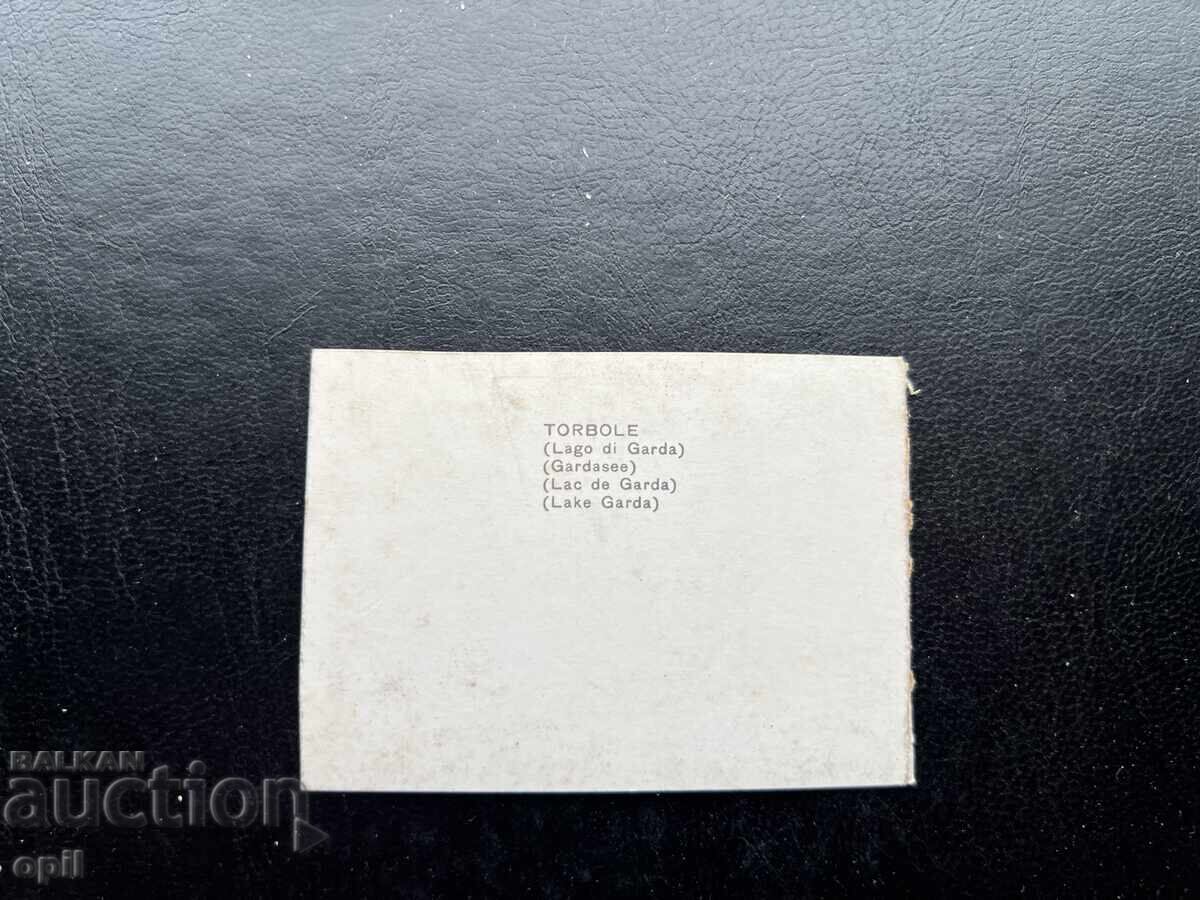 TORBOLE
(Lago di Garda)
(Gardasee)
(Lac de Garda)
(Lake Garda)
BALKAN
auction
opil